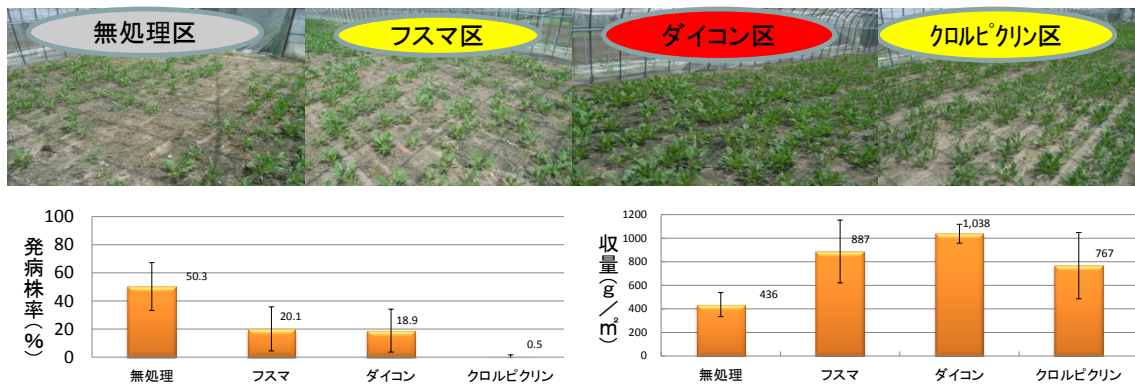 無処理区
フスマ区
ダイコン区
クロルピクリン区
発病株率(%)
100
80
60
40
20
0
50.3
20.1
18.9
0.5
無処理
フスマ
ダイコン
クロルピクリン
収量(g/㎡)
1200
1000
800
600
400
200
0
436
887
1,038
767
無処理
フスマ
ダイコン
クロルピクリン